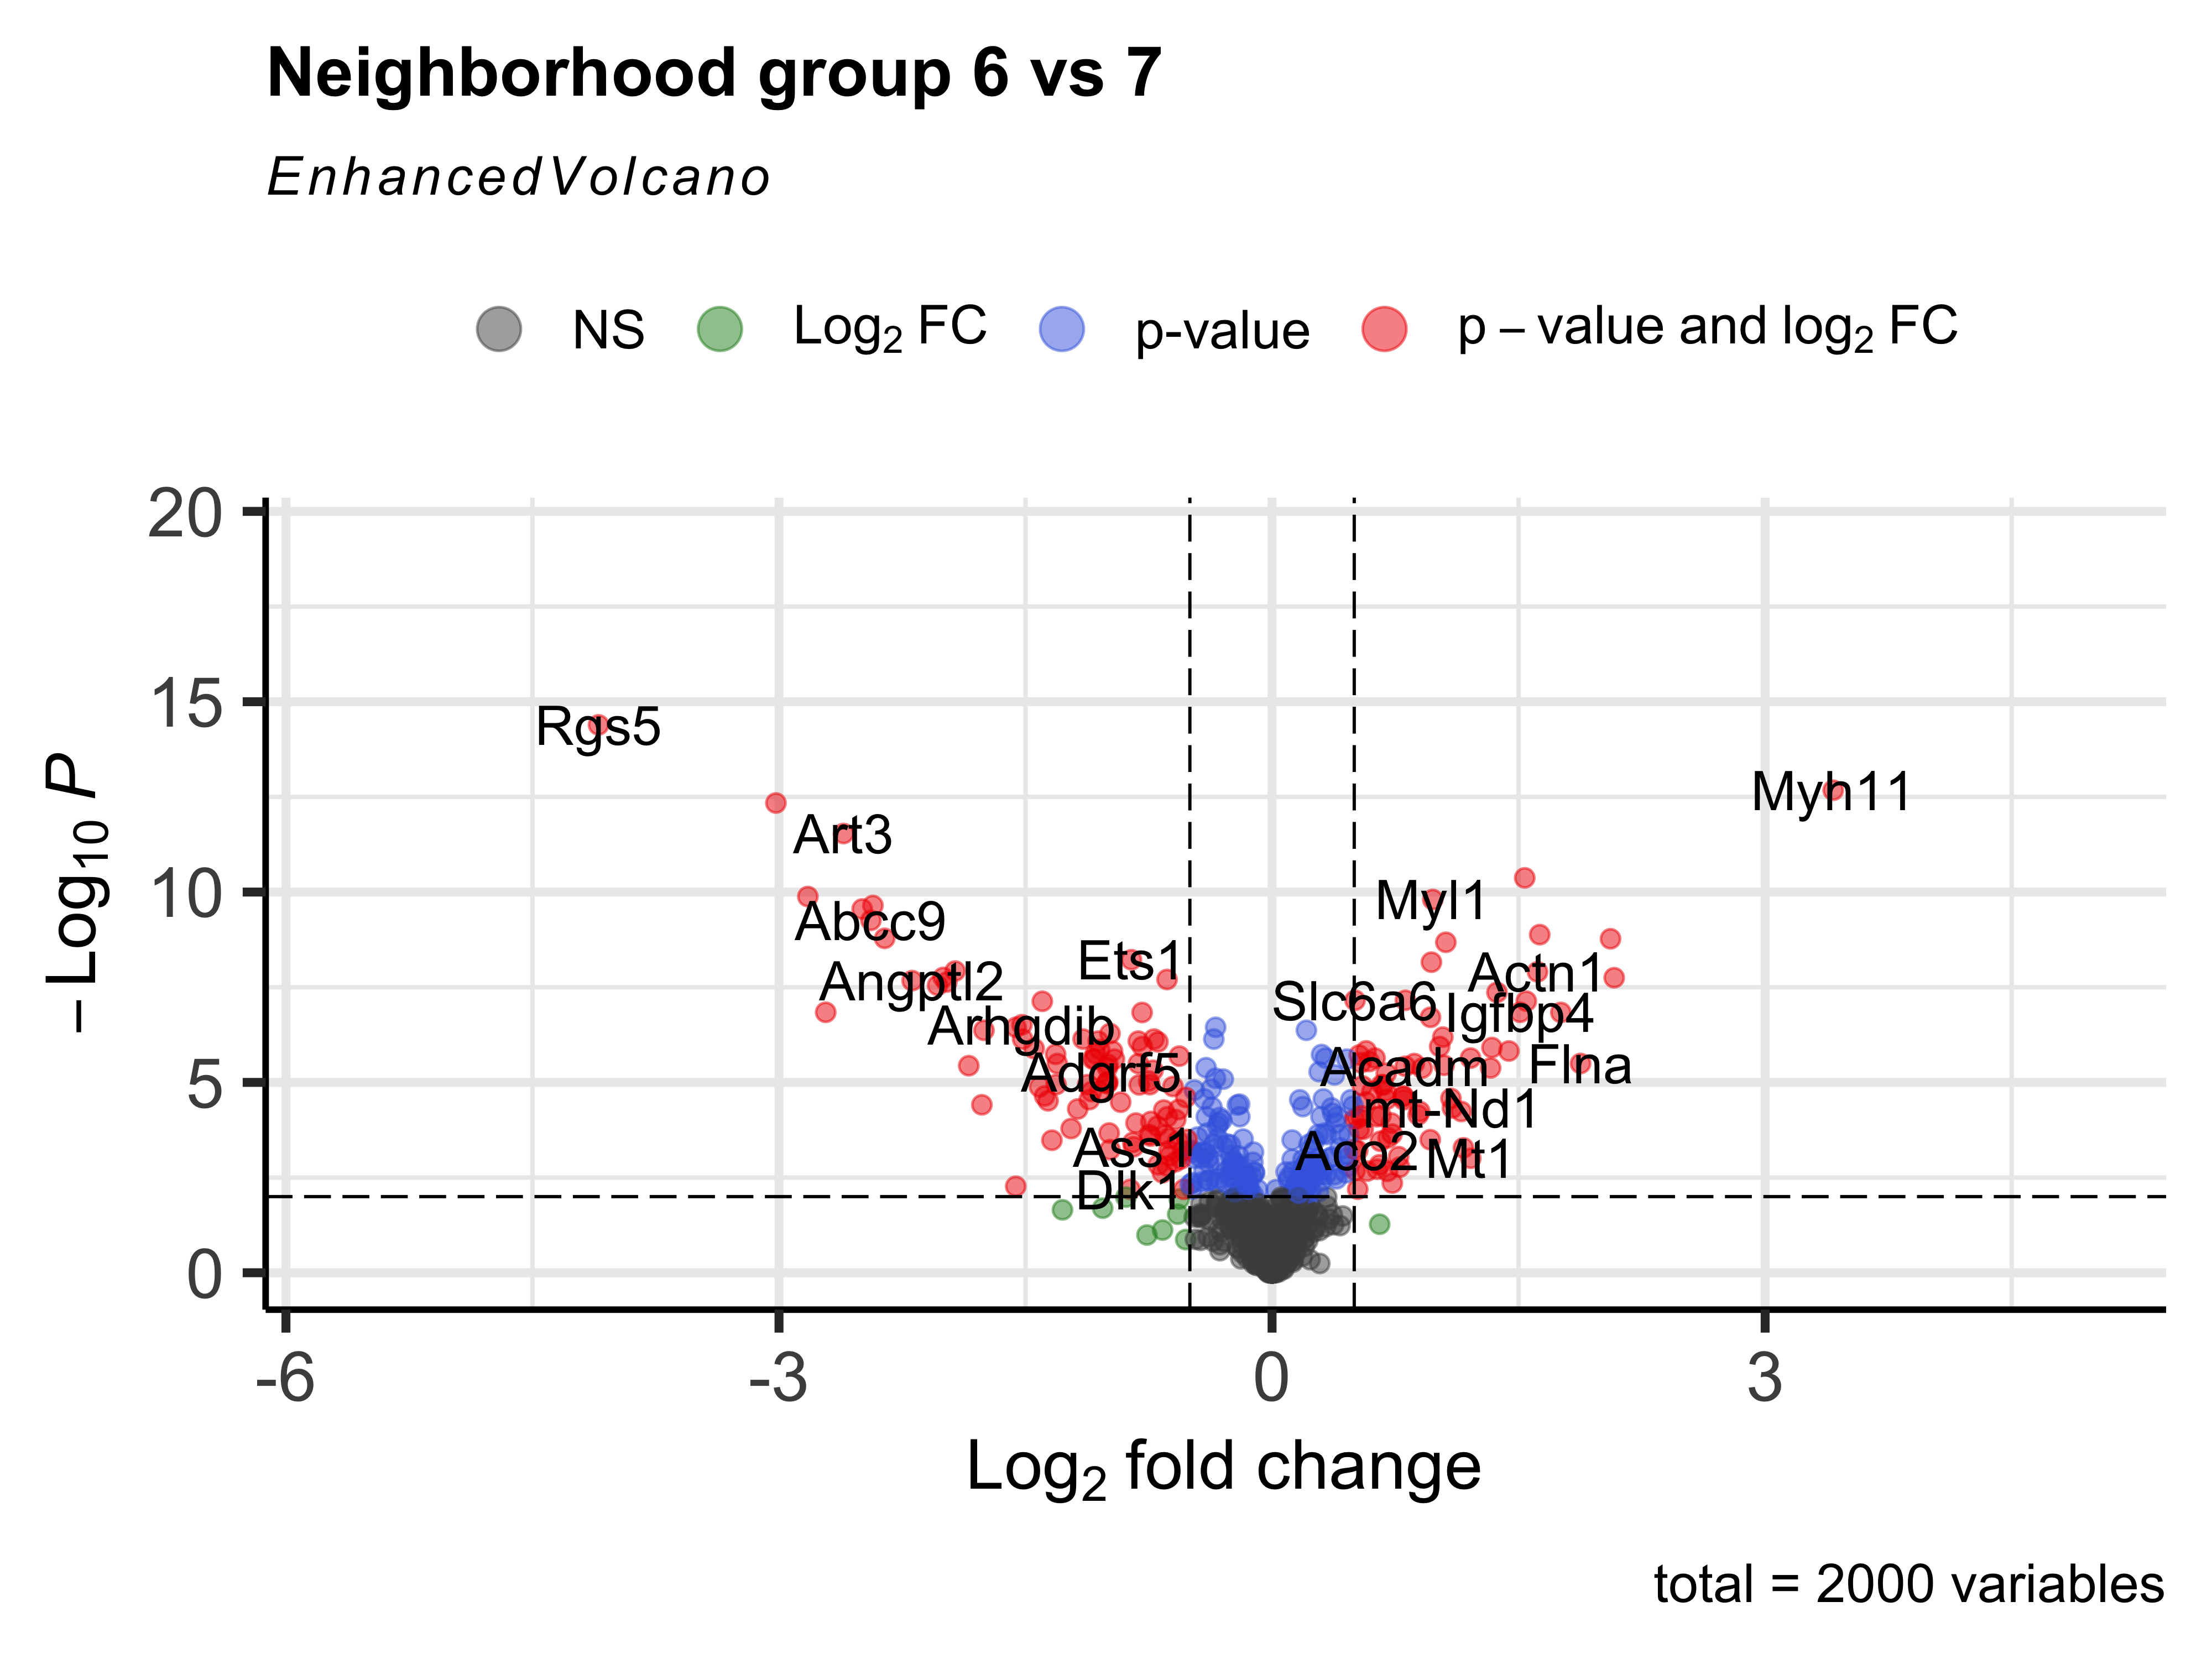 Neighborhood group 6 vs 7
EnhancedVolcano
NS Log₂ FC p-value p – value and log₂ FC
20
15
10
5
0
– Log₁₀ P
Rgs5
Myh11
Art3
Myl1
Abcc9
Ets1
Actn1
Angptl2
Slc6a6
Igfbp4
Arhgdib
Flna
Acadm
Adgrf5
mt-Nd1
Ass1
Aco2
Mt1
Dlk1
-6 -3 0 3
Log₂ fold change
total = 2000 variables